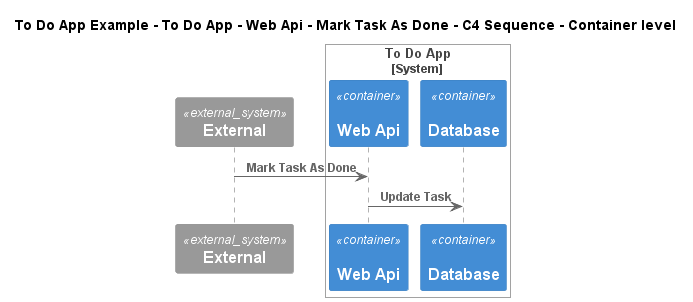 To Do App Example - To Do App - Web Api - Mark Task As Done - C4 Sequence - Container level
To Do App
[System]
«external_system»
External
«container»
Web Api
«container»
Database
Mark Task As Done
Update Task
«external_system»
External
«container»
Web Api
«container»
Database